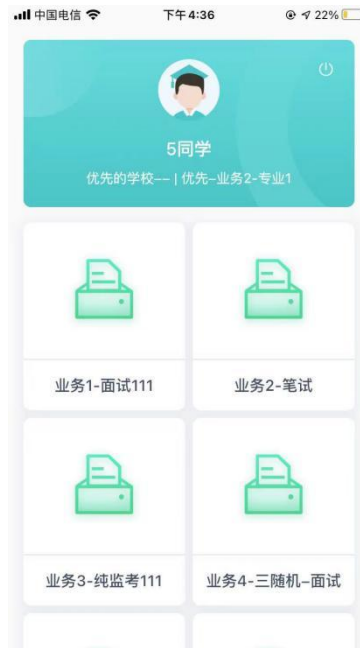 中国电信 下午4:36 22%
5同学
优先的学校-- | 优先-业务2-专业1
业务1-面试111 业务2-笔试
业务3-纯监考111 业务4-三随机-面试